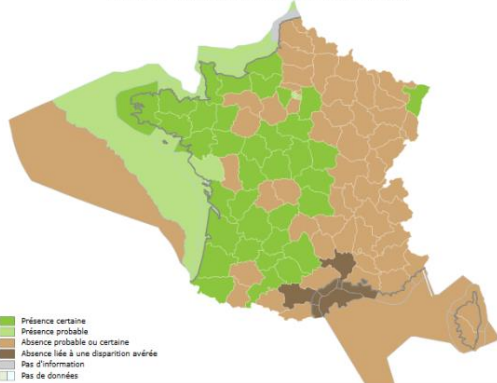 Présence certaine
Présence probable
Absence probable ou certaine
Absence liée à une disparition avérée
Pas d'information
Pas de données